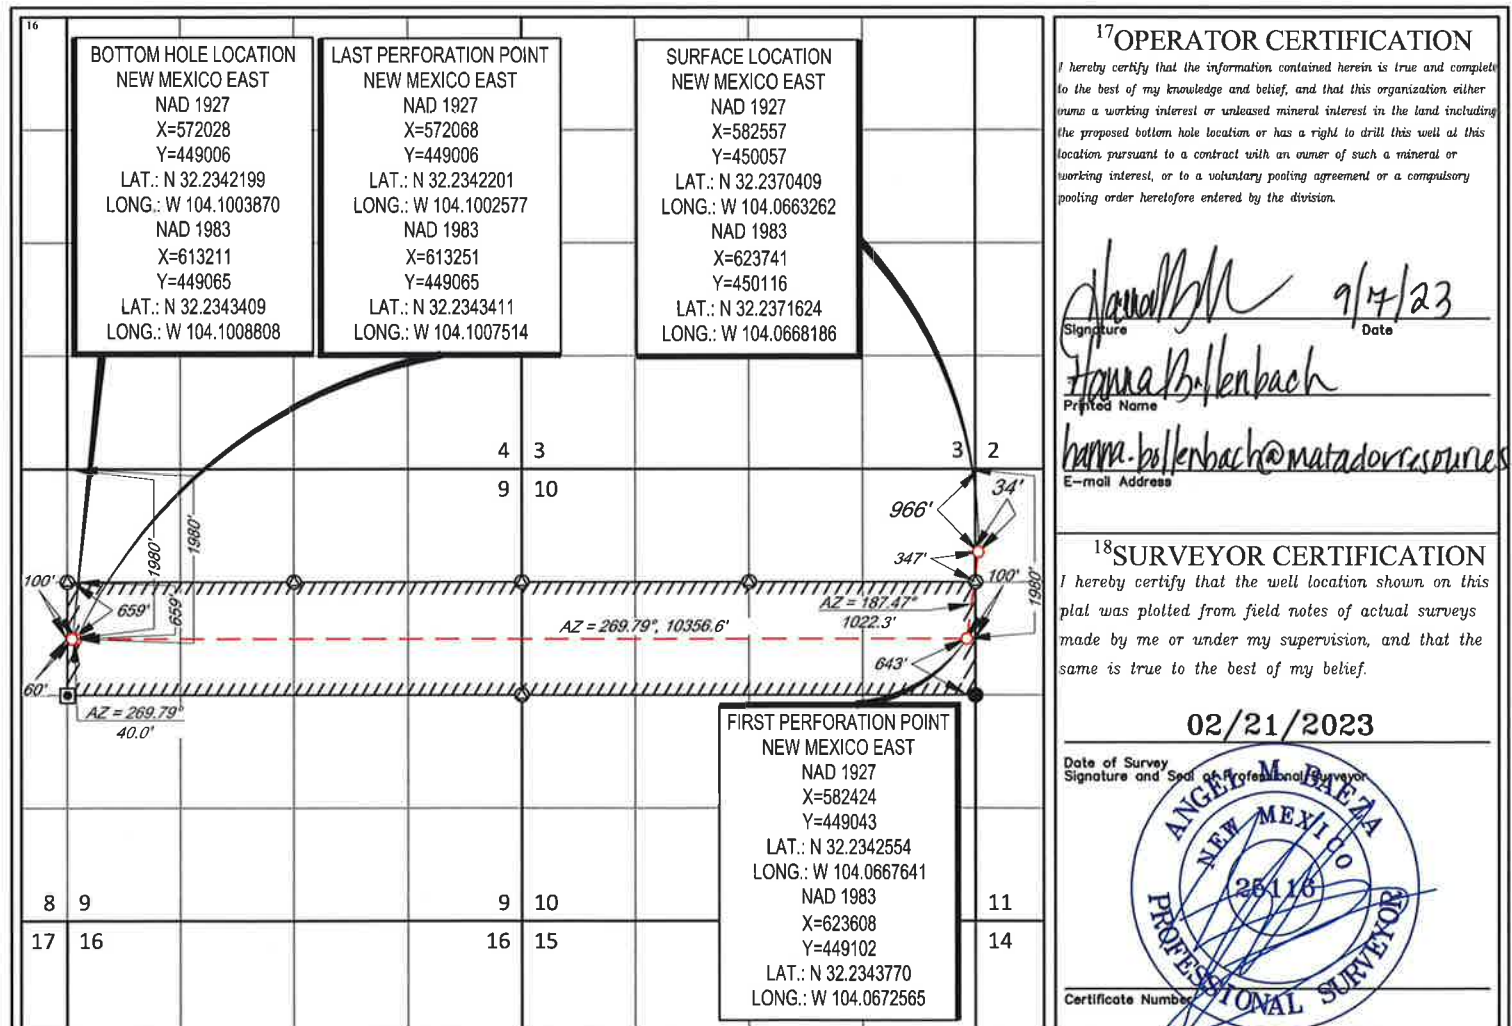 16
BOTTOM HOLE LOCATION
NEW MEXICO EAST
NAD 1927
X=572028
Y=449006
LAT.: N 32.2342199
LONG.: W 104.1003870
NAD 1983
X=613211
Y=449065
LAT.: N 32.2343409
LONG.: W 104.1008808
LAST PERFORATION POINT
NEW MEXICO EAST
NAD 1927
X=572068
Y=449006
LAT.: N 32.2342201
LONG.: W 104.1002577
NAD 1983
X=613251
Y=449065
LAT.: N 32.2343411
LONG.: W 104.1007514
SURFACE LOCATION
NEW MEXICO EAST
NAD 1927
X=582557
Y=450057
LAT.: N 32.2370409
LONG.: W 104.0663262
NAD 1983
X=623741
Y=450116
LAT.: N 32.2371624
LONG.: W 104.0668186
4 3
3 2
9 10
966'
34'
347'
100'
1980'
1980'
1980'
100'
659'
659'
AZ = 187.47°
1022.3'
AZ = 269.79°, 10356.6'
643'
60'
AZ = 269.79°
40.0'
FIRST PERFORATION POINT
NEW MEXICO EAST
NAD 1927
X=582424
Y=449043
LAT.: N 32.2342554
LONG.: W 104.0667641
NAD 1983
X=623608
Y=449102
LAT.: N 32.2343770
LONG.: W 104.0672565
8 9
9 10
11
17 16
16 15
14
17OPERATOR CERTIFICATION
I hereby certify that the information contained herein is true and complete
to the best of my knowledge and belief, and that this organization either
owns a working interest or unleased mineral interest in the land including
the proposed bottom hole location or has a right to drill this well at this
location pursuant to a contract with an owner of such a mineral or
working interest, or to a voluntary pooling agreement or a compulsory
pooling order heretofore entered by the division.
9/7/23
Signature
Date
Hanna Bollenbach
Printed Name
hanna.bollenbach@matadorresources
E-mail Address
18SURVEYOR CERTIFICATION
I hereby certify that the well location shown on this
plat was plotted from field notes of actual surveys
made by me or under my supervision, and that the
same is true to the best of my belief.
02/21/2023
Date of Survey
Signature and Seal of Professional Surveyor
ANGEL M. BAEZA
NEW MEXICO
25116
PROFESSIONAL SURVEYOR
Certificate Number